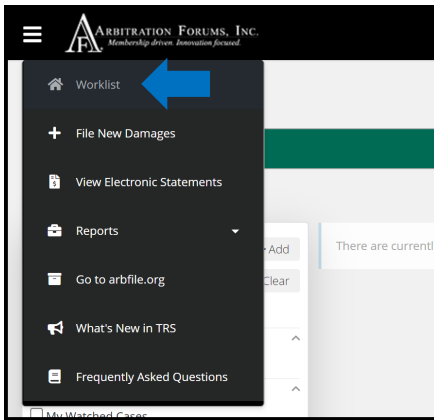 ARBITRATION FORUMS, INC.
Membership driven. Innovation focused.
Worklist
File New Damages
View Electronic Statements
Reports
Add
There are currentl
Go to arbfile.org
Clear
What's New in TRS
Frequently Asked Questions
My Watched Cases